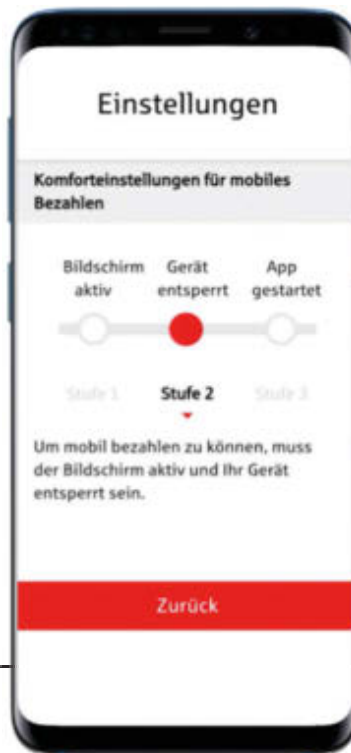 Einstellungen
Komforteinstellungen für mobiles
Bezahlen
Bildschirm Gerät App
aktiv entsperrt gestartet
Stufe 1 Stufe 2 Stufe 3
Um mobil bezahlen zu können, muss
der Bildschirm aktiv und Ihr Gerät
entsperrt sein.
Zurück